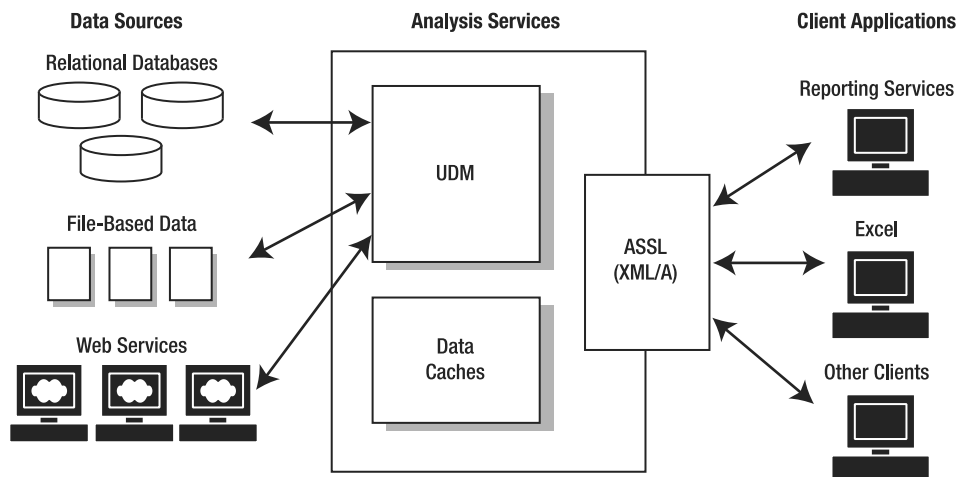 Data Sources
Analysis Services
Client Applications
Relational Databases
Reporting Services
UDM
File-Based Data
ASSL
(XML/A)
Excel
Web Services
Data
Caches
Other Clients